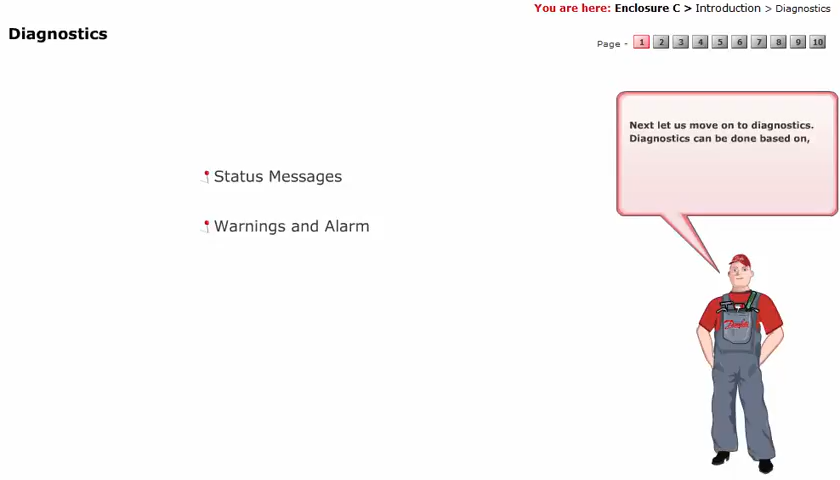 You are here: Enclosure C > Introduction > Diagnostics
Diagnostics
Page - 1 2 3 4 5 6 7 8 9 10
Next let us move on to diagnostics.
Diagnostics can be done based on,
Status Messages
Warnings and Alarm
Danfoss